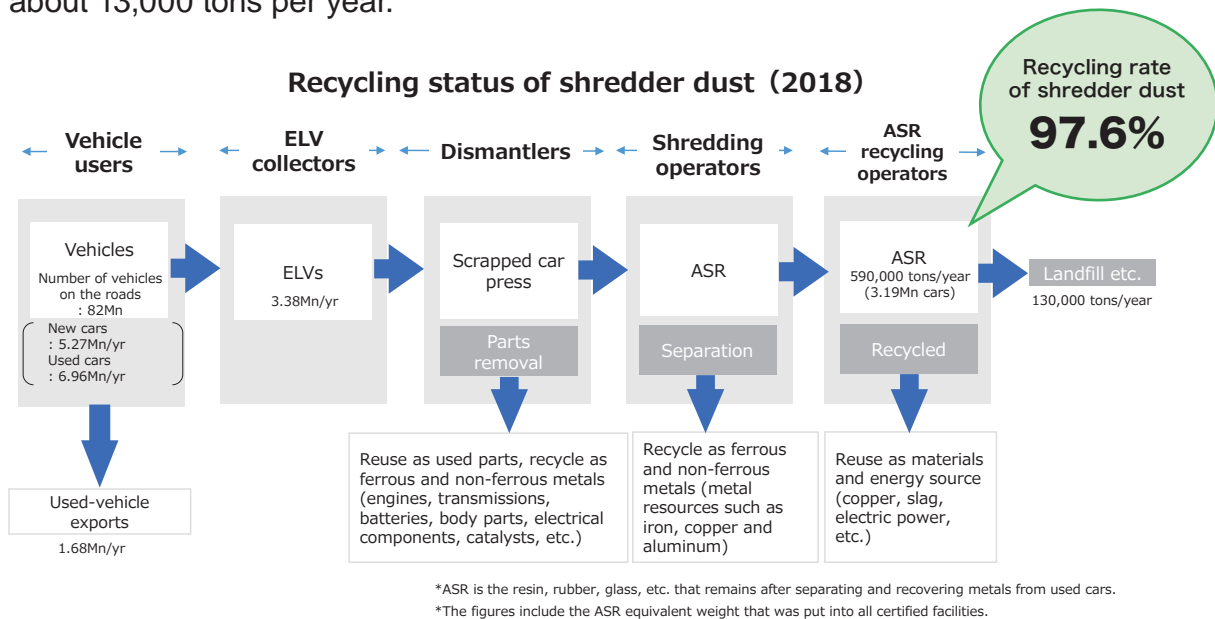 about 13,000 tons per year.
Recycling status of shredder dust（2018）
Recycling rate
of shredder dust
97.6%
Vehicle
users
ELV
collectors
Dismantlers
Shredding
operators
ASR
recycling
operators
Vehicles
Number of vehicles
on the roads
: 82Mn
New cars
: 5.27Mn/yr
Used cars
: 6.96Mn/yr
ELVs
3.38Mn/yr
Scrapped car
press
Parts
removal
ASR
Separation
ASR
590,000 tons/year
(3.19Mn cars)
Recycled
Landfill etc.
130,000 tons/year
Used-vehicle
exports
1.68Mn/yr
Reuse as used parts, recycle as
ferrous and non-ferrous metals
(engines, transmissions,
batteries, body parts, electrical
components, catalysts, etc.)
Recycle as ferrous
and non-ferrous
metals (metal
resources such as
iron, copper and
aluminum)
Reuse as materials
and energy source
(copper, slag,
electric power,
etc.)
*ASR is the resin, rubber, glass, etc. that remains after separating and recovering metals from used cars.
*The figures include the ASR equivalent weight that was put into all certified facilities.